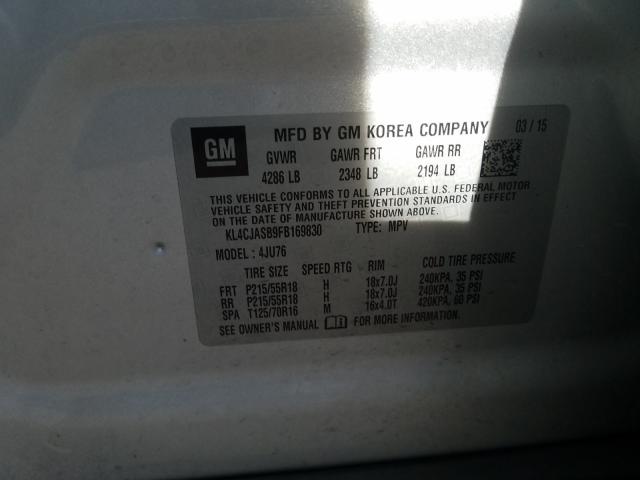 GM
MFD BY GM KOREA COMPANY 03 / 15
GVWR GAWR FRT GAWR RR
4286 LB 2348 LB 2194 LB
THIS VEHICLE CONFORMS TO ALL APPLICABLE U.S. FEDERAL MOTOR
VEHICLE SAFETY, BUMPER, AND THEFT PREVENTION STANDARDS IN EFFECT
ON THE DATE OF MANUFACTURE SHOWN ABOVE.
KL4CJASB9FB169830 TYPE: MPV
MODEL : 4JU76
TIRE SIZE SPEED RTG RIM COLD TIRE PRESSURE
FRT P215/55R18 H 18x7.0J 240KPA, 35 PSI
RR P215/55R18 H 18x7.0J 240KPA, 35 PSI
SPA T125/70R16 M 16x4.0T 420KPA, 60 PSI
SEE OWNER'S MANUAL FOR MORE INFORMATION.